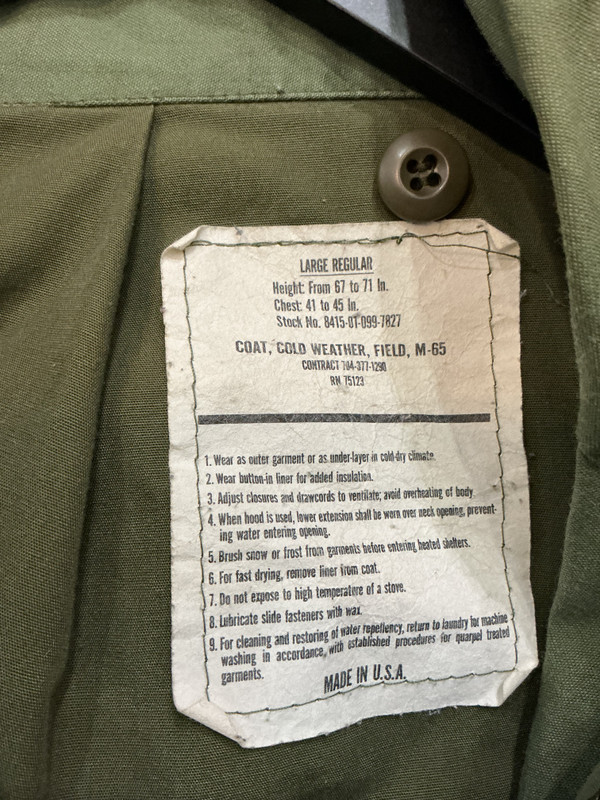 LARGE REGULAR
Height: From 67 to 71 In.
Chest: 41 to 45 In.
Stock No. 8415-01-099-7827
COAT, COLD WEATHER, FIELD, M-65
CONTRACT 704-377-1290
RN 75123
1. Wear as outer garment or as under-layer in cold-dry climate.
2. Wear button-in liner for added insulation.
3. Adjust closures and drawcords to ventilate; avoid overheating of body.
4. When hood is used, lower extension shall be worn over neck opening, prevent-
ing water entering opening.
5. Brush snow or frost from garments before entering heated shelters.
6. For fast drying, remove liner from coat.
7. Do not expose to high temperature of a stove.
8. Lubricate slide fasteners with wax.
9. For cleaning and restoring of water repellency, return to laundry for machine
washing in accordance, with established procedures for quarpel treated
garments.
MADE IN U.S.A.